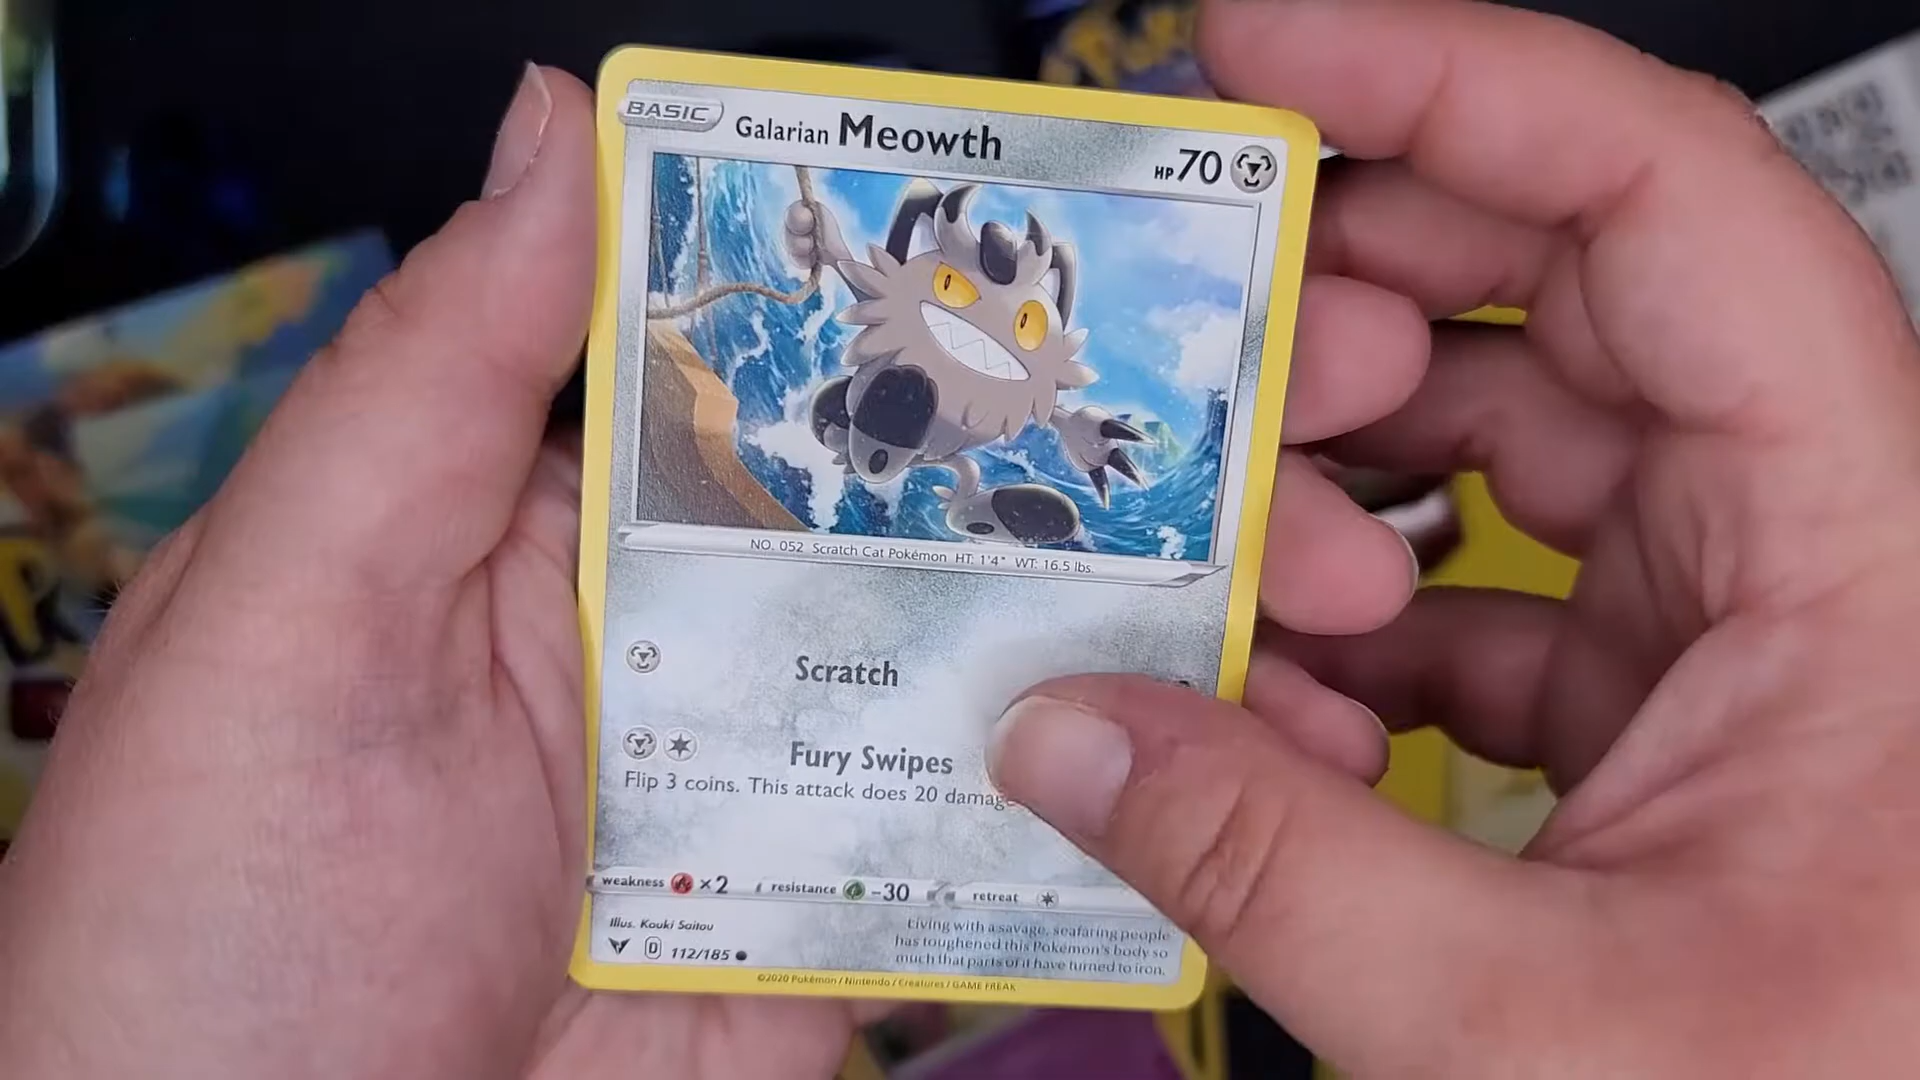 BASIC
Galarian Meowth
HP 70
NO. 052 Scratch Cat Pokémon HT: 1'4" WT: 16.5 lbs.
Scratch
Fury Swipes
Flip 3 coins. This attack does 20 damage
weakness ×2 resistance -30 retreat
Illus. Kouki Saitou
D 112/185
Living with a savage, seafaring people
has toughened this Pokémon's body so
much that parts of it have turned to iron.
©2020 Pokémon / Nintendo / Creatures / GAME FREAK